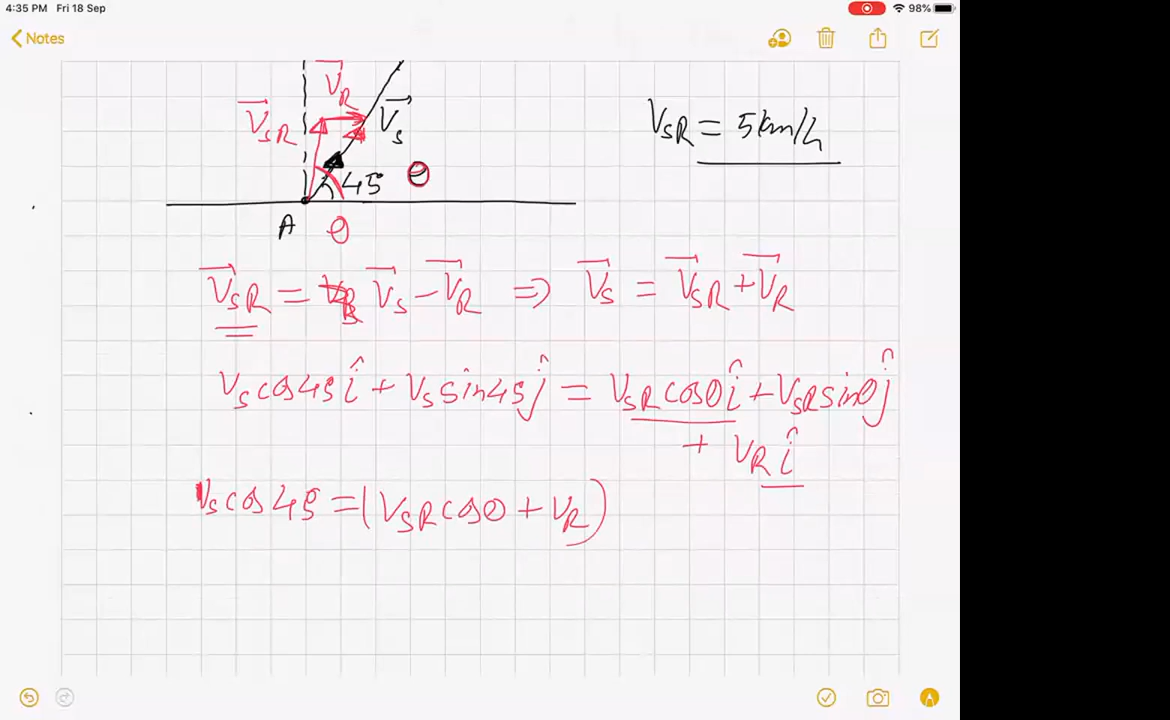 4:35 PM Fri 18 Sep 98%
Notes
V_R
V_SR V_S V_SR = 5km/h
45 θ
A θ
V_SR = V_S - V_R ⇒ V_S = V_SR + V_R
V_S cos45 î + V_S sin45 ĵ = V_SR cosθ î + V_SR sinθ ĵ
+ V_R î
V_S cos45 = (V_SR cosθ + V_R)